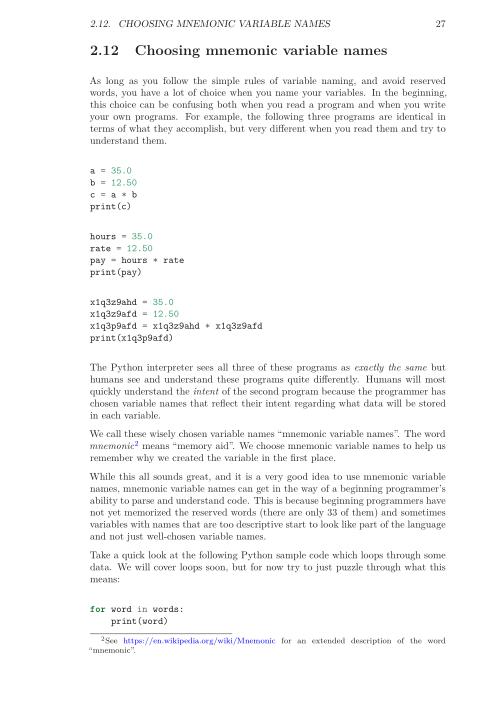 2.12. CHOOSING MNEMONIC VARIABLE NAMES 27
2.12 Choosing mnemonic variable names
As long as you follow the simple rules of variable naming, and avoid reserved
words, you have a lot of choice when you name your variables. In the beginning,
this choice can be confusing both when you read a program and when you write
your own programs. For example, the following three programs are identical in
terms of what they accomplish, but very different when you read them and try to
understand them.
a = 35.0
b = 12.50
c = a * b
print(c)
hours = 35.0
rate = 12.50
pay = hours * rate
print(pay)
x1q3z9ahd = 35.0
x1q3z9afd = 12.50
x1q3p9afd = x1q3z9ahd * x1q3z9afd
print(x1q3p9afd)
The Python interpreter sees all three of these programs as exactly the same but
humans see and understand these programs quite differently. Humans will most
quickly understand the intent of the second program because the programmer has
chosen variable names that reflect their intent regarding what data will be stored
in each variable.
We call these wisely chosen variable names “mnemonic variable names”. The word
mnemonic2 means “memory aid”. We choose mnemonic variable names to help us
remember why we created the variable in the first place.
While this all sounds great, and it is a very good idea to use mnemonic variable
names, mnemonic variable names can get in the way of a beginning programmer’s
ability to parse and understand code. This is because beginning programmers have
not yet memorized the reserved words (there are only 33 of them) and sometimes
variables with names that are too descriptive start to look like part of the language
and not just well-chosen variable names.
Take a quick look at the following Python sample code which loops through some
data. We will cover loops soon, but for now try to just puzzle through what this
means:
for word in words:
    print(word)
2See https://en.wikipedia.org/wiki/Mnemonic for an extended description of the word
“mnemonic”.